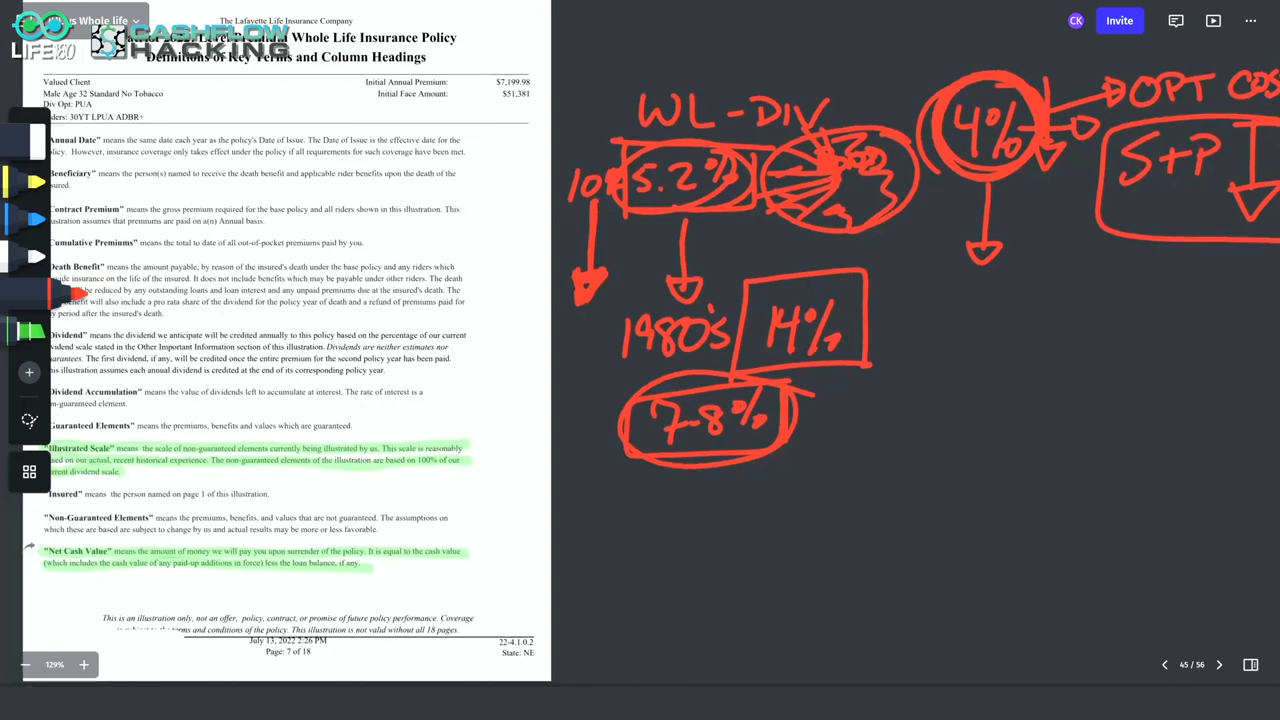 ys Whole life
LIFE180
CASHFLOW
HACKING
The Lafayette Life Insurance Company
Whole Life Insurance Policy
Definitions of Key Terms and Column Headings
Valued Client
Initial Annual Premium: $7,199.98
Male Age 32 Standard No Tobacco
Initial Face Amount: $51,381
Div Opt: PUA
ders: 30YT LPUA ADBR+
Annual Date" means the same date each year as the policy's Date of Issue. The Date of Issue is the effective date for the
olicy. However, insurance coverage only takes effect under the policy if all requirements for such coverage have been met.
Beneficiary" means the person(s) named to receive the death benefit and applicable rider benefits upon the death of the
sured.
Contract Premium" means the gross premium required for the base policy and all riders shown in this illustration. This
ustration assumes that premiums are paid on a(n) Annual basis.
Cumulative Premiums" means the total to date of all out-of-pocket premiums paid by you.
Death Benefit" means the amount payable, by reason of the insured's death under the base policy and any riders which
vide insurance on the life of the insured. It does not include benefits which may be payable under other riders. The death
be reduced by any outstanding loans and loan interest and any unpaid premiums due at the insured's death. The
enefit will also include a pro rata share of the dividend for the policy year of death and a refund of premiums paid for
y period after the insured's death.
Dividend" means the dividend we anticipate will be credited annually to this policy based on the percentage of our current
vidend scale stated in the Other Important Information section of this illustration. Dividends are neither estimates nor
uarantees. The first dividend, if any, will be credited once the entire premium for the second policy year has been paid.
his illustration assumes each annual dividend is credited at the end of its corresponding policy year.
Dividend Accumulation" means the value of dividends left to accumulate at interest. The rate of interest is a
on-guaranteed element.
Guaranteed Elements" means the premiums, benefits and values which are guaranteed.
"Illustrated Scale" means the scale of non-guaranteed elements currently being illustrated by us. This scale is reasonably
ased on our actual, recent historical experience. The non-guaranteed elements of the illustration are based on 100% of our
urrent dividend scale.
Insured" means the person named on page 1 of this illustration.
"Non-Guaranteed Elements" means the premiums, benefits, and values that are not guaranteed. The assumptions on
which these are based are subject to change by us and actual results may be more or less favorable.
"Net Cash Value" means the amount of money we will pay you upon surrender of the policy. It is equal to the cash value
(which includes the cash value of any paid-up additions in force) less the loan balance, if any.
This is an illustration only, not an offer, policy, contract, or promise of future policy performance. Coverage
is subject to the terms and conditions of the policy. This illustration is not valid without all 18 pages.
July 13, 2022 2:26 PM
22-4.1.0.2
Page: 7 of 18
State: NE
129%
CK
Invite
WL-DIV
4%
OPT COS
S+P
5.2%
1980'S
14%
7-8%
45 / 56